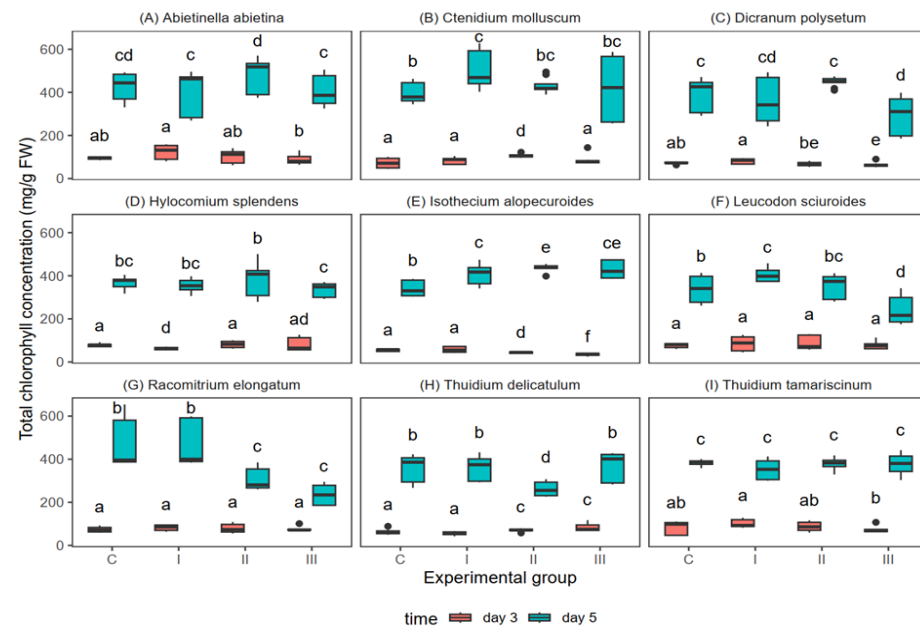 (A) Abietinella abietina
(B) Ctenidium molluscum
(C) Dicranum polysetum
600
400
200
0
cd
c
d
c
ab
a
ab
b
b
c
bc
bc
a
a
d
a
c
cd
c
d
ab
a
be
e
(D) Hylocomium splendens
(E) Isothecium alopecuroides
(F) Leucodon sciuroides
600
400
200
0
bc
bc
b
c
a
d
a
ad
b
c
e
ce
a
a
d
f
b
c
bc
d
a
a
a
a
(G) Racomitrium elongatum
(H) Thuidium delicatulum
(I) Thuidium tamariscinum
600
400
200
0
b
b
c
c
a
a
a
a
b
b
d
b
a
a
c
c
c
c
c
c
ab
a
ab
b
C I II III
C I II III
C I II III
Total chlorophyll concentration (mg/g FW)
Experimental group
time day 3 day 5